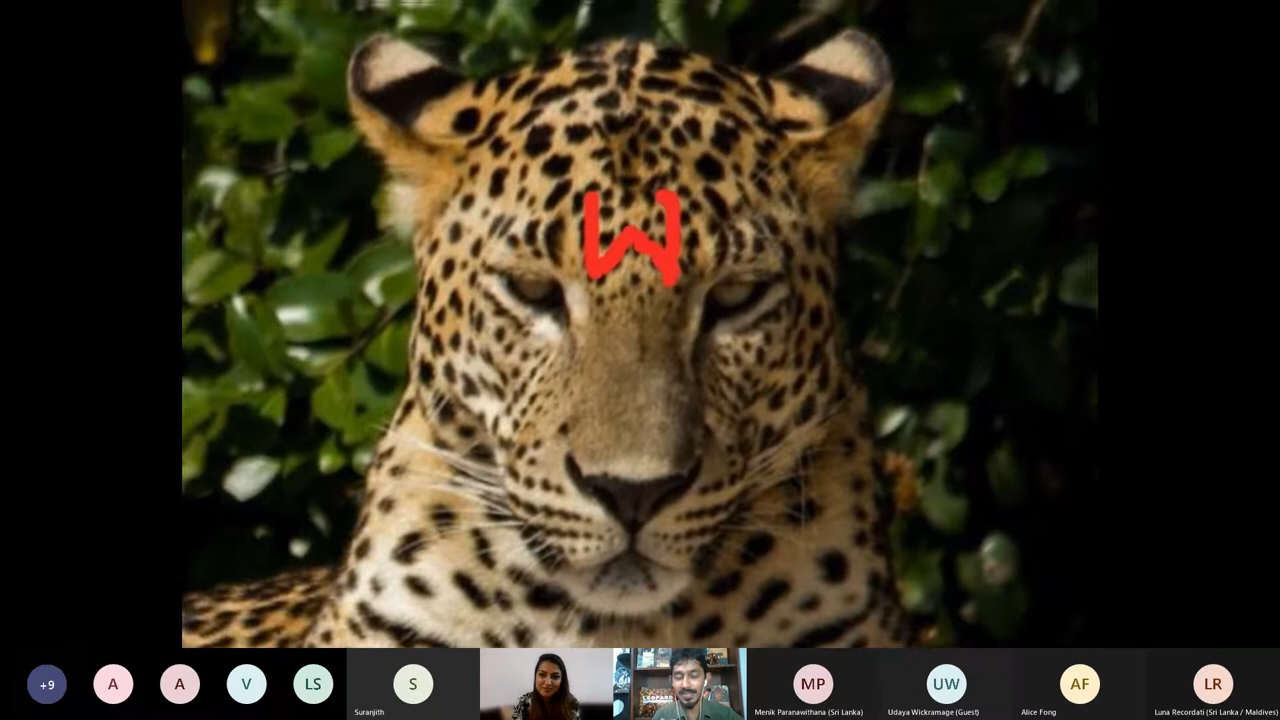 W
+9
A
A
V
LS
S
MP
UW
AF
LR
Suranjith
Menik Paranawithana (Sri Lanka)
Udaya Wickramage (Guest)
Alice Fong
Luna Recordati (Sri Lanka / Maldives)